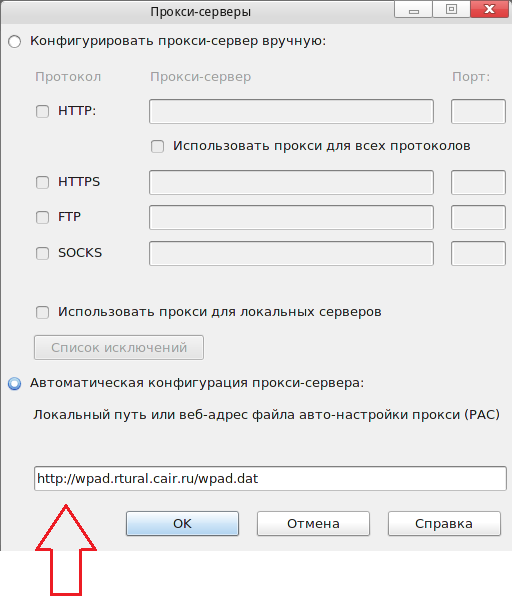 Прокси-серверы
Конфигурировать прокси-сервер вручную:
Протокол Прокси-сервер Порт:
HTTP:
Использовать прокси для всех протоколов
HTTPS
FTP
SOCKS
Использовать прокси для локальных серверов
Список исключений
Автоматическая конфигурация прокси-сервера:
Локальный путь или веб-адрес файла авто-настройки прокси (PAC)
http://wpad.rtural.cair.ru/wpad.dat
OK Отмена Справка